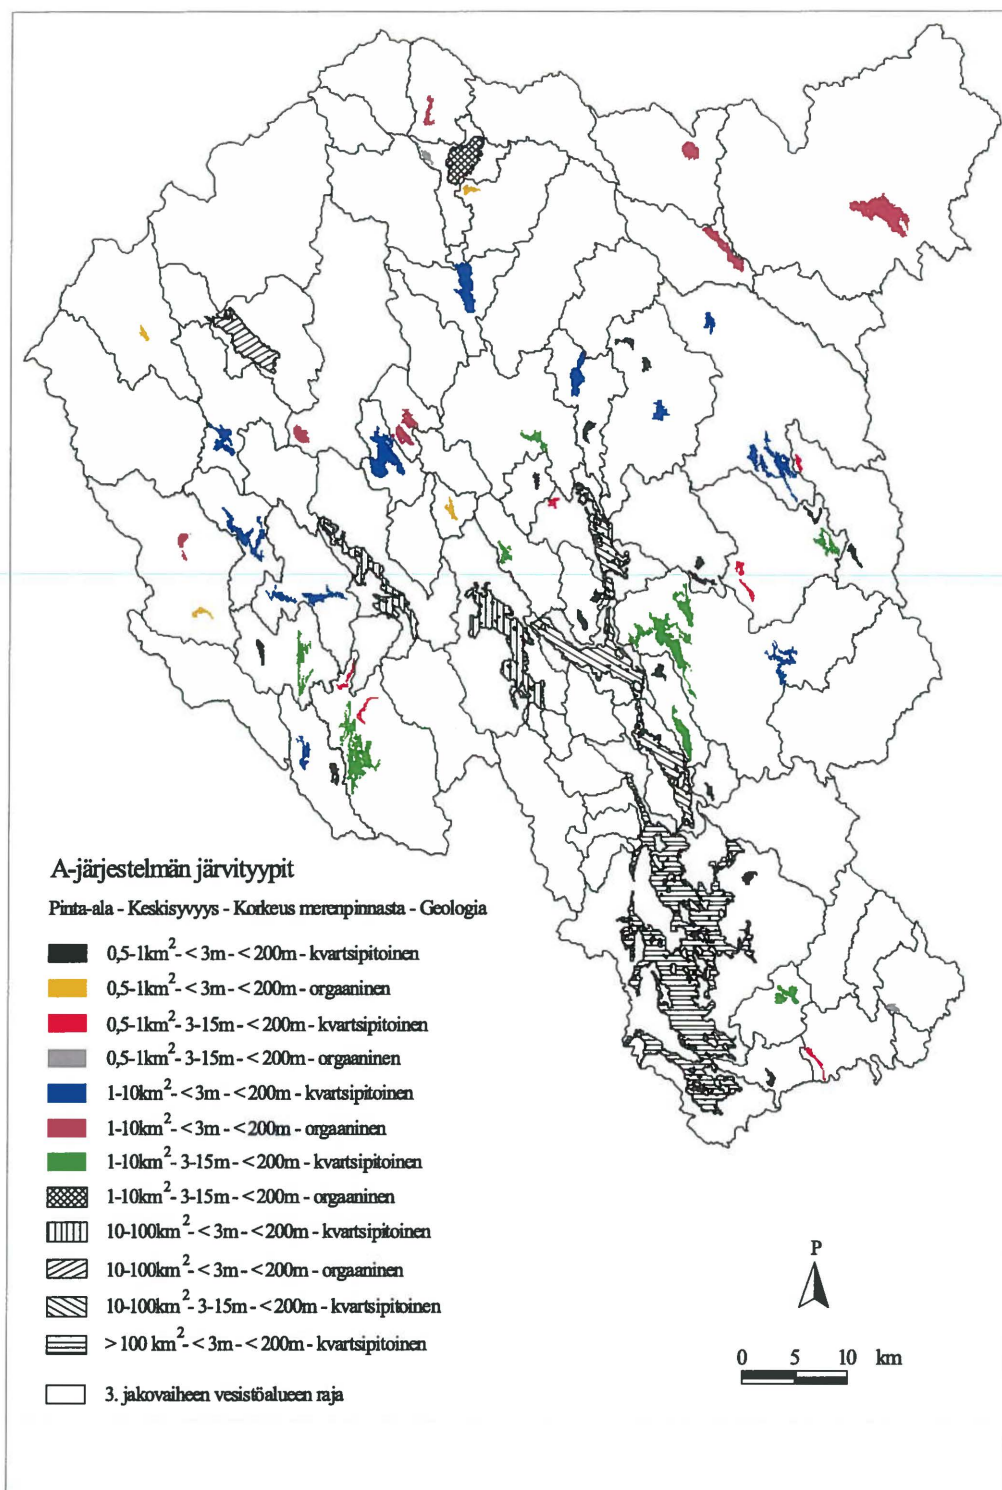 A-järjestelmän järvityypit
Pinta-ala - Keskisyvyys - Korkeus merenpinnasta - Geologia
0,5-1km² - < 3m - < 200m - kvartsipitoinen
0,5-1km² - < 3m - < 200m - orgaaninen
0,5-1km² - 3-15m - < 200m - kvartsipitoinen
0,5-1km² - 3-15m - < 200m - orgaaninen
1-10km² - < 3m - < 200m - kvartsipitoinen
1-10km² - < 3m - < 200m - orgaaninen
1-10km² - 3-15m - < 200m - kvartsipitoinen
1-10km² - 3-15m - < 200m - orgaaninen
10-100km² - < 3m - < 200m - kvartsipitoinen
10-100km² - < 3m - < 200m - orgaaninen
10-100km² - 3-15m - < 200m - kvartsipitoinen
> 100 km² - < 3m - < 200m - kvartsipitoinen
3. jakovaiheen vesistöalueen raja
P
0 5 10 km